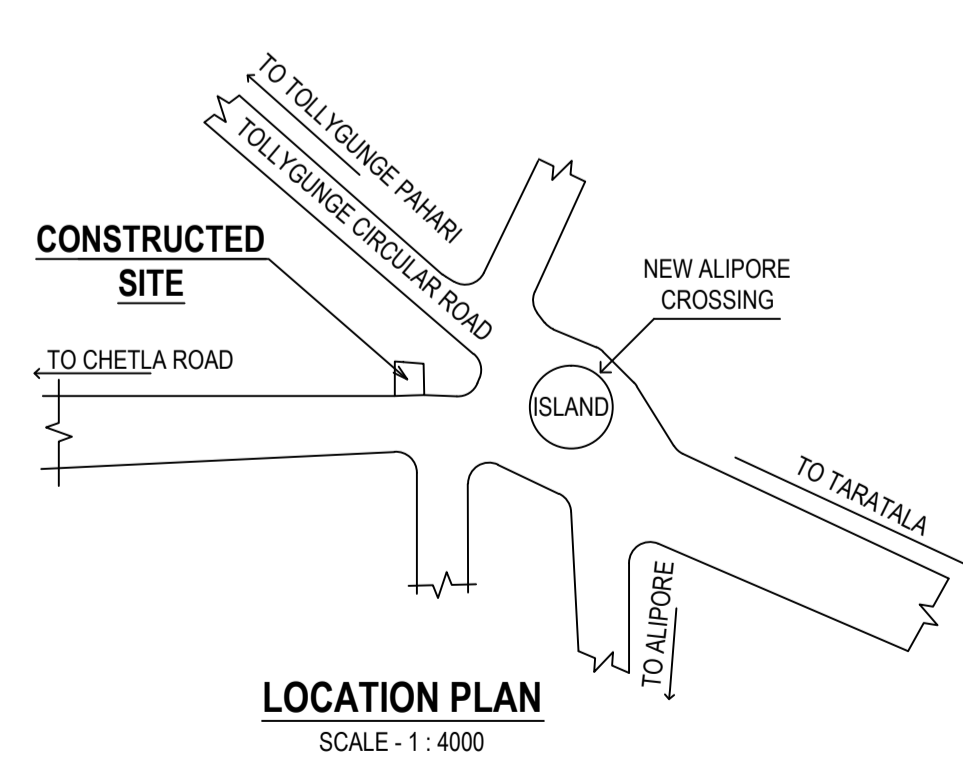 TO TOLLYGUNGE PAHARI
TOLLYGUNGE CIRCULAR ROAD
CONSTRUCTED
SITE
NEW ALIPORE
CROSSING
TO CHETLA ROAD
ISLAND
TO TARATALA
TO ALIPORE
LOCATION PLAN
SCALE - 1 : 4000